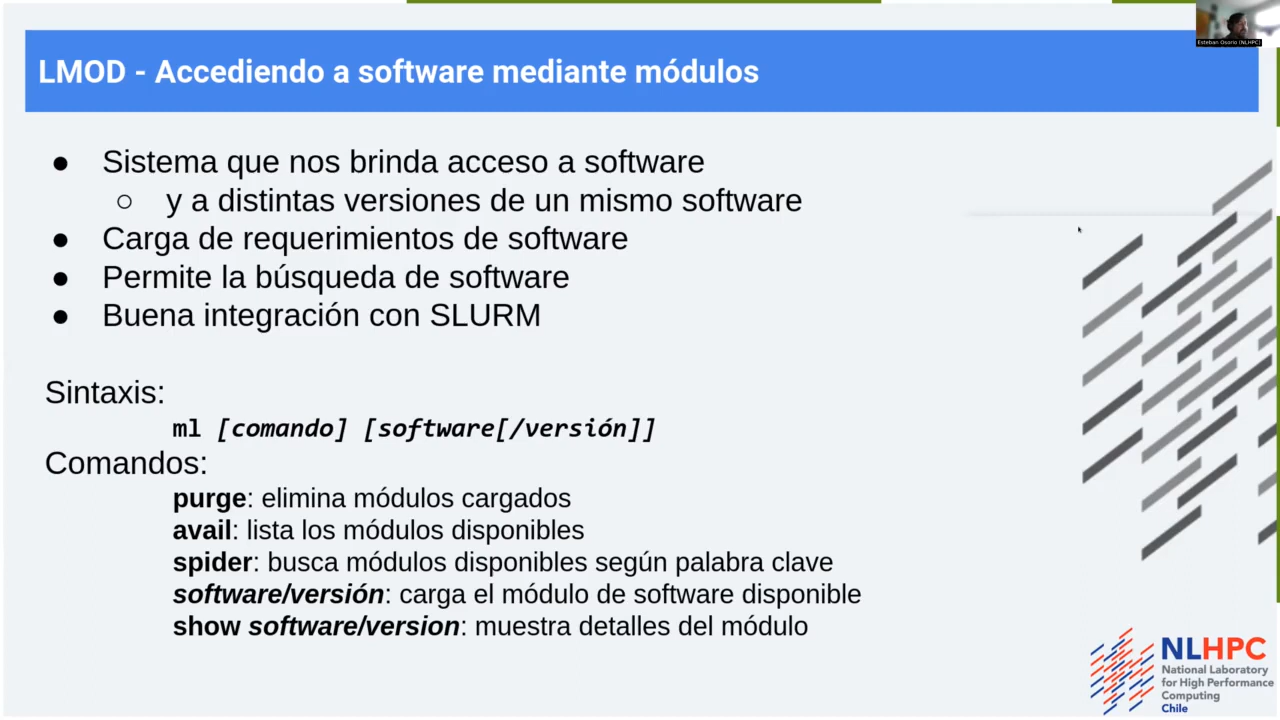 Esteban Osorio (NLHPC)
LMOD - Accediendo a software mediante módulos
● Sistema que nos brinda acceso a software
○ y a distintas versiones de un mismo software
● Carga de requerimientos de software
● Permite la búsqueda de software
● Buena integración con SLURM
Sintaxis:
ml [comando] [software[/versión]]
Comandos:
purge: elimina módulos cargados
avail: lista los módulos disponibles
spider: busca módulos disponibles según palabra clave
software/versión: carga el módulo de software disponible
show software/version: muestra detalles del módulo
NLHPC
National Laboratory
for High Performance
Computing
Chile